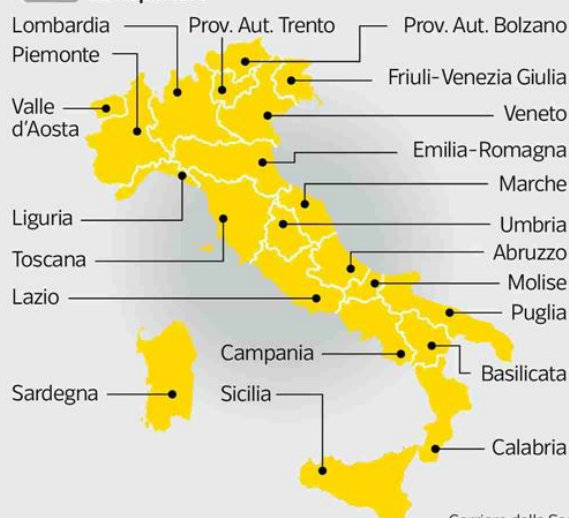 Lombardia
Prov. Aut. Trento
Prov. Aut. Bolzano
Piemonte
Friuli-Venezia Giulia
Valle
d'Aosta
Veneto
Emilia-Romagna
Marche
Liguria
Umbria
Toscana
Abruzzo
Lazio
Molise
Puglia
Campania
Basilicata
Sardegna
Sicilia
Calabria